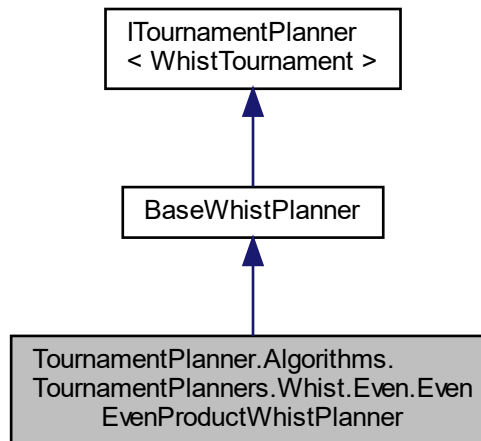 ITournamentPlanner
< WhistTournament >
BaseWhistPlanner
TournamentPlanner.Algorithms.
TournamentPlanners.Whist.Even.Even
EvenProductWhistPlanner